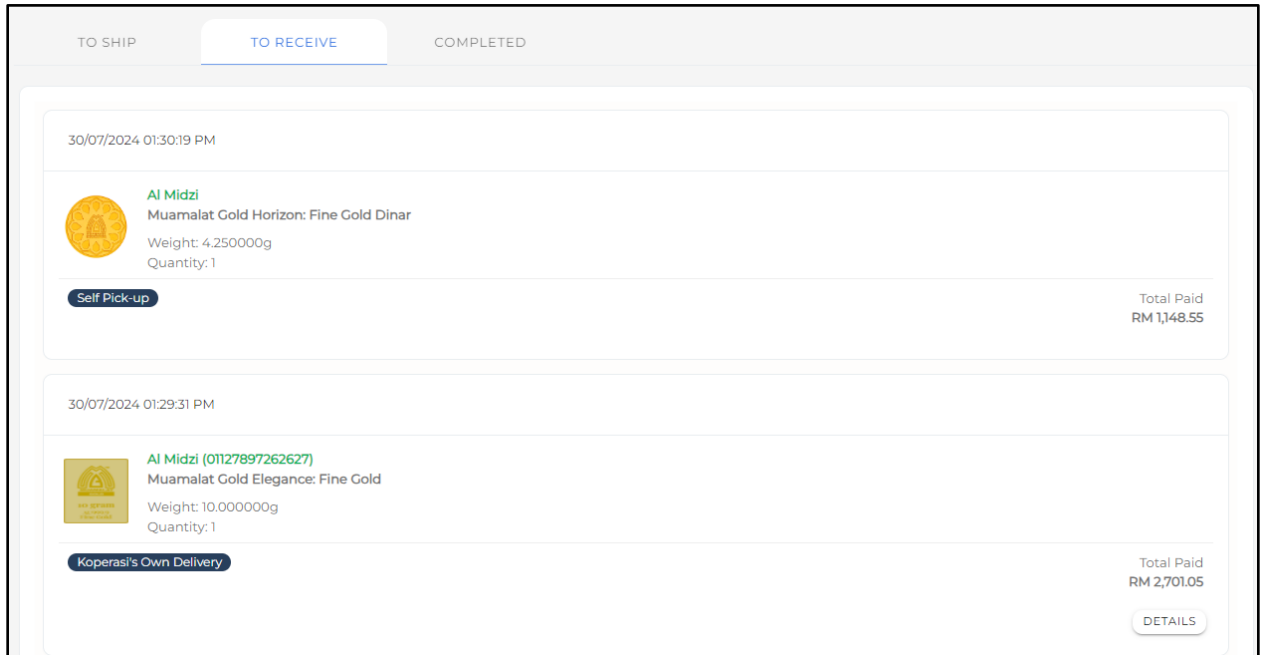 TO SHIP TO RECEIVE COMPLETED
30/07/2024 01:30:19 PM
Al Midzi
Muamalat Gold Horizon: Fine Gold Dinar
Weight: 4.250000g
Quantity: 1
Self Pick-up
Total Paid
RM 1,148.55
30/07/2024 01:29:31 PM
Al Midzi (01127897262627)
Muamalat Gold Elegance: Fine Gold
Weight: 10.000000g
Quantity: 1
Koperasi's Own Delivery
Total Paid
RM 2,701.05
DETAILS